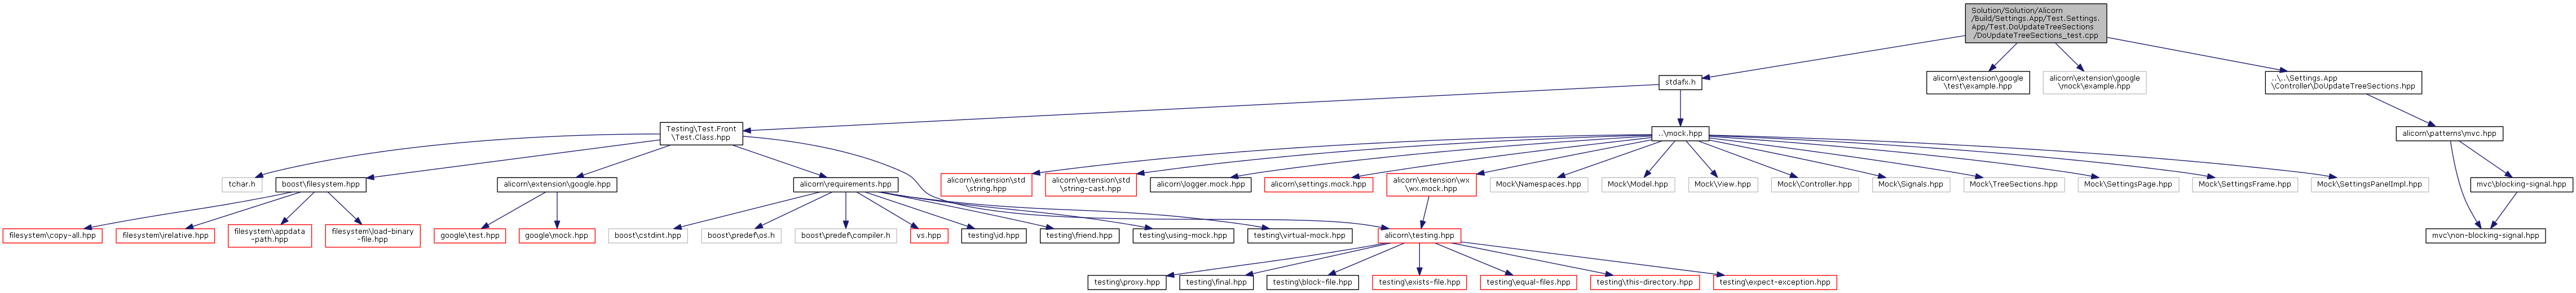 Solution/Solution/Alicorn
/Build/Settings.App/Test.Settings.
App/Test.DoUpdateTreeSections
/DoUpdateTreeSections_test.cpp
stdafx.h
alicorn\extension\google
\test\example.hpp
alicorn\extension\google
\mock\example.hpp
..\..\Settings.App
\Controller\DoUpdateTreeSections.hpp
Testing\Test.Front
\Test.Class.hpp
..\mock.hpp
alicorn\patterns\mvc.hpp
tchar.h
boost\filesystem.hpp
alicorn\extension\google.hpp
alicorn\requirements.hpp
alicorn\extension\std
\string.hpp
alicorn\extension\std
\string-cast.hpp
alicorn\logger.mock.hpp
alicorn\settings.mock.hpp
alicorn\extension\wx
\wx.mock.hpp
Mock\Namespaces.hpp
Mock\Model.hpp
Mock\View.hpp
Mock\Controller.hpp
Mock\Signals.hpp
Mock\TreeSections.hpp
Mock\SettingsPage.hpp
Mock\SettingsFrame.hpp
Mock\SettingsPanelImpl.hpp
mvc\blocking-signal.hpp
filesystem\copy-all.hpp
filesystem\relative.hpp
filesystem\appdata
-path.hpp
filesystem\load-binary
-file.hpp
google\test.hpp
google\mock.hpp
boost\cstdint.hpp
boost\predef\os.h
boost\predef\compiler.h
vs.hpp
testing\id.hpp
testing\friend.hpp
testing\using-mock.hpp
testing\virtual-mock.hpp
alicorn\testing.hpp
mvc\non-blocking-signal.hpp
testing\proxy.hpp
testing\final.hpp
testing\block-file.hpp
testing\exists-file.hpp
testing\equal-files.hpp
testing\this-directory.hpp
testing\expect-exception.hpp